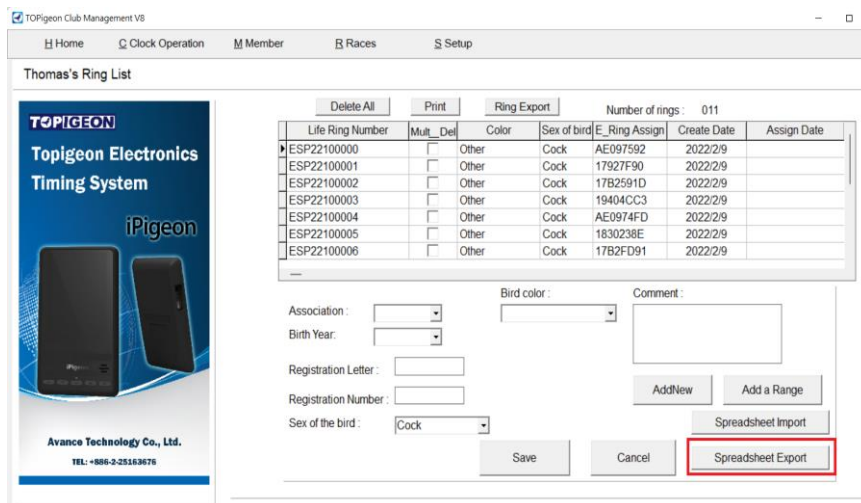 TOPigeon Club Management V8
H Home C Clock Operation M Member R Races S Setup
Thomas's Ring List
TOPIGEON
Topigeon Electronics
Timing System
iPigeon
Avance Technology Co., Ltd.
TEL: +886-2-25163676
Delete All Print Ring Export Number of rings : 011
Life Ring Number Mult__Del Color Sex of bird E_Ring Assign Create Date Assign Date
ESP22100000 Other Cock AE097592 2022/2/9
ESP22100001 Other Cock 17927F90 2022/2/9
ESP22100002 Other Cock 17B2591D 2022/2/9
ESP22100003 Other Cock 19404CC3 2022/2/9
ESP22100004 Other Cock AE0974FD 2022/2/9
ESP22100005 Other Cock 1830238E 2022/2/9
ESP22100006 Other Cock 17B2FD91 2022/2/9
Association : Bird color : Comment :
Birth Year:
Registration Letter :
Registration Number :
Sex of the bird : Cock
AddNew Add a Range
Spreadsheet Import
Save Cancel Spreadsheet Export